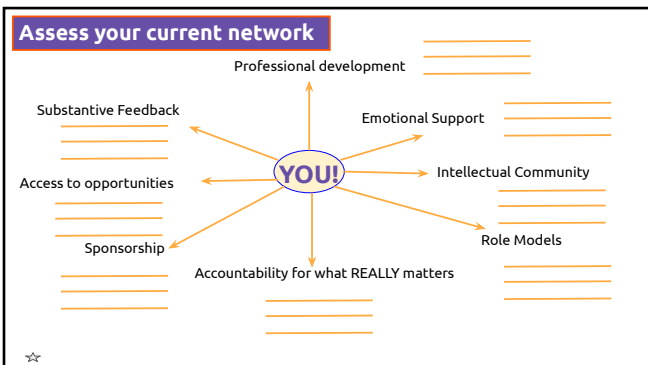 Assess your current network
Professional development
Substantive Feedback
Emotional Support
YOU!
Intellectual Community
Access to opportunities
Role Models
Sponsorship
Accountability for what REALLY matters